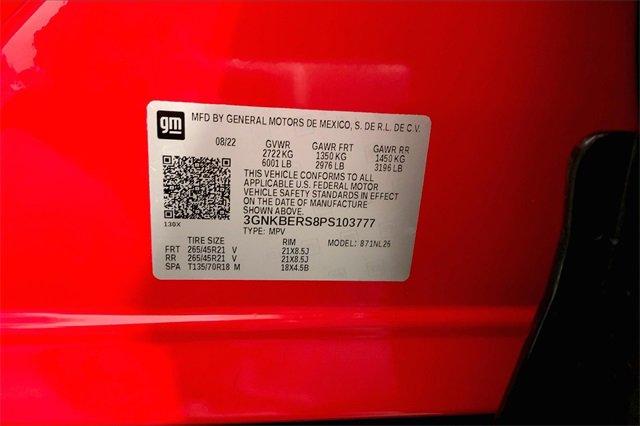 gm
MFD BY GENERAL MOTORS DE MEXICO, S. DE R.L. DE C.V.
08/22 GVWR GAWR FRT GAWR RR
2722 KG 1350 KG 1450 KG
6001 LB 2976 LB 3196 LB
THIS VEHICLE CONFORMS TO ALL
APPLICABLE U.S. FEDERAL MOTOR
VEHICLE SAFETY STANDARDS IN EFFECT
ON THE DATE OF MANUFACTURE
SHOWN ABOVE.
130X 3GNKBERS8PS103777
TYPE: MPV
TIRE SIZE RIM MODEL: 871NL26
FRT 265/45R21 V 21X8.5J
RR 265/45R21 V 21X8.5J
SPA T135/70R18 M 18X4.5B